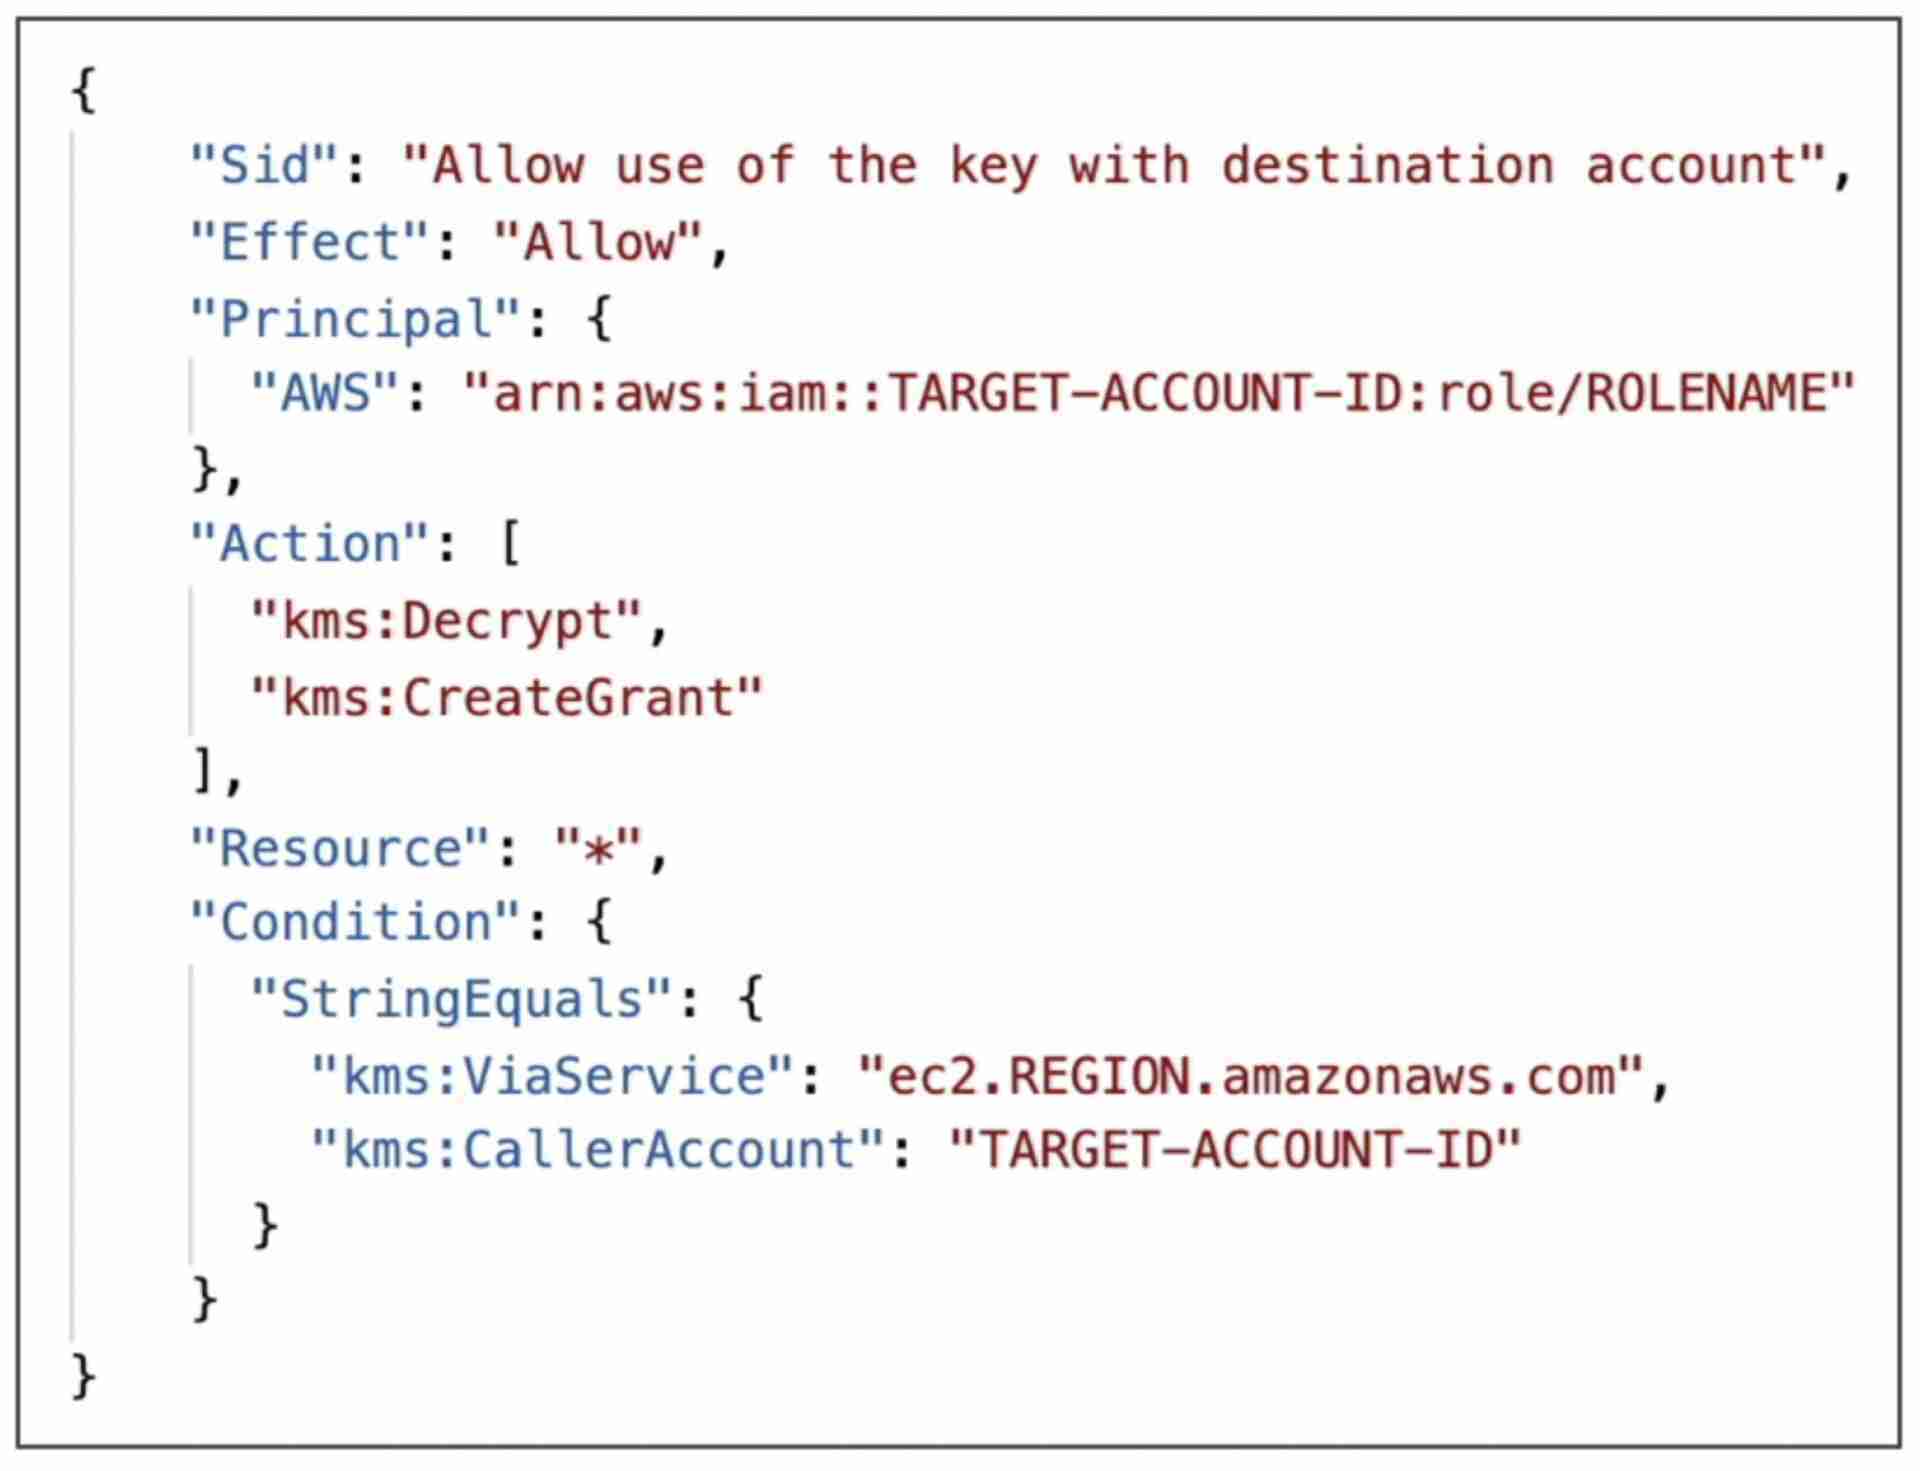 {
"Sid": "Allow use of the key with destination account",
"Effect": "Allow",
"Principal": {
"AWS": "arn:aws:iam::TARGET-ACCOUNT-ID:role/ROLENAME"
},
"Action": [
"kms:Decrypt",
"kms:CreateGrant"
],
"Resource": "*",
"Condition": {
"StringEquals": {
"kms:ViaService": "ec2.REGION.amazonaws.com",
"kms:CallerAccount": "TARGET-ACCOUNT-ID"
}
}
}